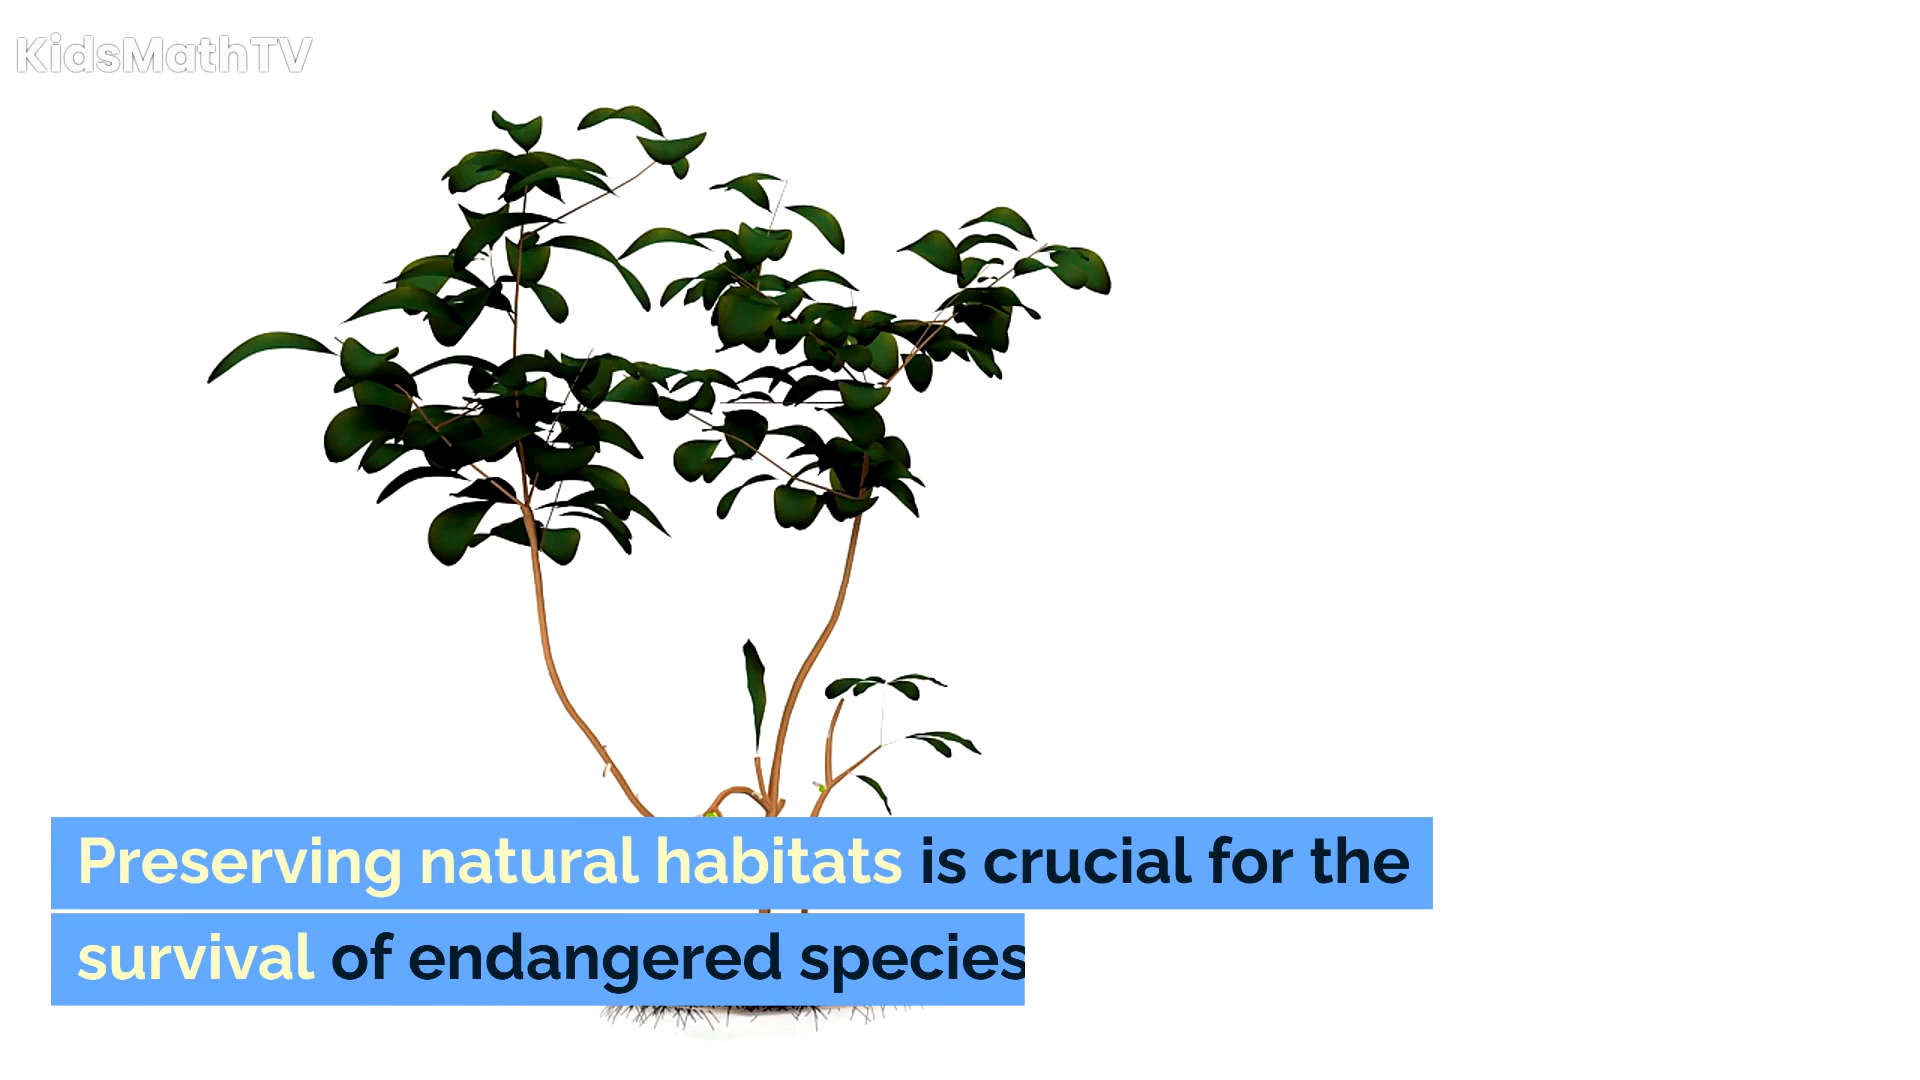 KidsMathTV
Preserving natural habitats is crucial for the
survival of endangered species